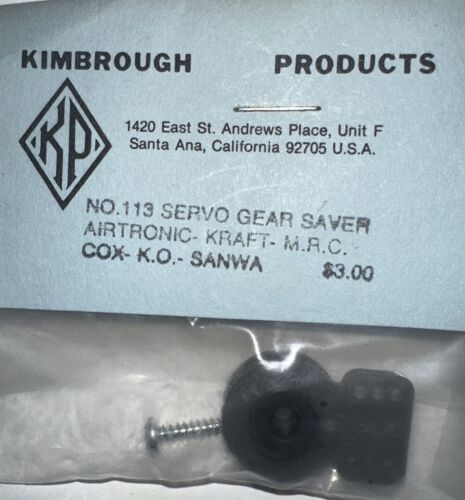 KIMBROUGH PRODUCTS
KP
1420 East St. Andrews Place, Unit F
Santa Ana, California 92705 U.S.A.
NO.113 SERVO GEAR SAVER
AIRTRONIC- KRAFT- M.R.C.-
COX- K.O.- SANWA $3.00